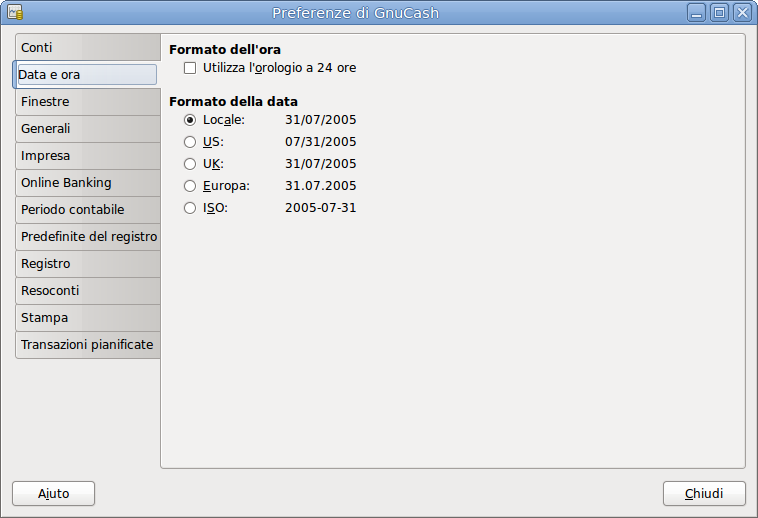 Preferenze di GnuCash
Conti
Data e ora
Finestre
Generali
Impresa
Online Banking
Periodo contabile
Predefinite del registro
Registro
Resoconti
Stampa
Transazioni pianificate
Formato dell'ora
Utilizza l'orologio a 24 ore
Formato della data
Locale: 31/07/2005
US: 07/31/2005
UK: 31/07/2005
Europa: 31.07.2005
ISO: 2005-07-31
Aiuto
Chiudi